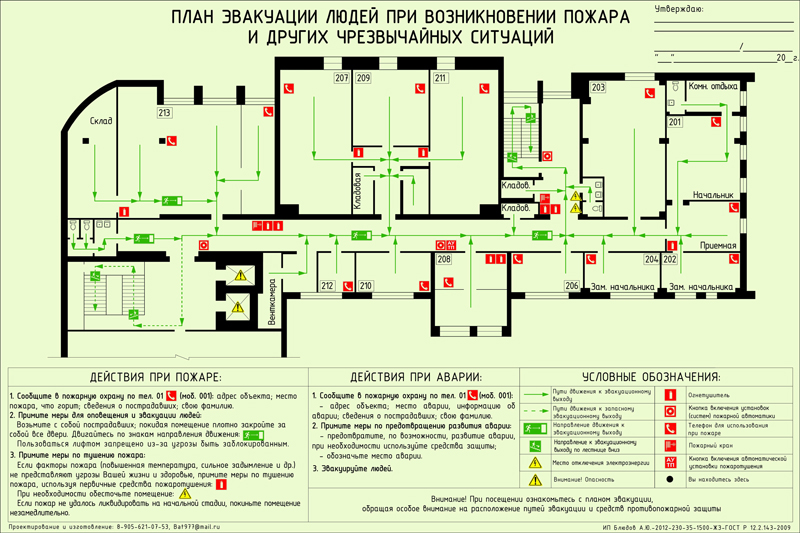 ПЛАН ЭВАКУАЦИИ ЛЮДЕЙ ПРИ ВОЗНИКНОВЕНИИ ПОЖАРА
И ДРУГИХ ЧРЕЗВЫЧАЙНЫХ СИТУАЦИЙ
Утверждаю:
"__"__________20__г.
207
209
211
203
Комн. отдыха
213
Склад
201
Кладовая
Кладов.
Кладов.
Начальник
Приемная
Венткамера
212
210
208
206
204
202
Зам. начальника
Зам. начальника
ДЕЙСТВИЯ ПРИ ПОЖАРЕ:
1. Сообщите в пожарную охрану по тел. 01 (моб. 001): адрес объекта; место
пожара, что горит; сведения о пострадавших; свою фамилию.
2. Примите меры для оповещения и эвакуации людей:
Возьмите с собой пострадавших; покидая помещение плотно закройте за
собой все двери. Двигайтесь по знакам направления движения:
Пользоваться лифтом запрещено из-за угрозы быть заблокированным.
3. Примите меры по тушению пожара:
Если факторы пожара (повышенная температура, сильное задымление и др.)
не представляют угрозы Вашей жизни и здоровью, примите меры по тушению
пожара, используя первичные средства пожаротушения:
При необходимости обесточьте помещение:
Если пожар не удалось ликвидировать на начальной стадии, покиньте помещение
незамедлительно.
ДЕЙСТВИЯ ПРИ АВАРИИ:
1. Сообщите в пожарную охрану по тел. 01 (моб. 001):
- адрес объекта; место аварии, информацию об
аварии; сведения о пострадавших; свою фамилию.
2. Примите меры по предотвращению развития аварии:
- предотвратите, по возможности, развитие аварии,
при необходимости используйте средства защиты;
- обозначьте место аварии.
3. Эвакуируйте людей.
УСЛОВНЫЕ ОБОЗНАЧЕНИЯ:
Пути движения к эвакуационному
выходу
Огнетушитель
Пути движения к запасному
эвакуационному выходу
Кнопка включения установок
(систем) пожарной автоматики
Направление движения к
эвакуационному выходу
Телефон для использования
при пожаре
Направление к эвакуационному
выходу по лестнице вниз
Пожарный кран
Место отключения электроэнергии
Кнопка включения автоматической
установки пожаротушения
Внимание! Опасность
Вы находитесь здесь
Внимание! При посещении ознакомьтесь с планом эвакуации,
обращая особое внимание на расположение путей эвакуации и средств противопожарной защиты
Проектирование и изготовление: 8-905-621-07-53, Baf977@mail.ru
ИП Блюдов А.Ю.-2012-230-35-1500-ЖЗ-ГОСТ Р 12.2.143-2009